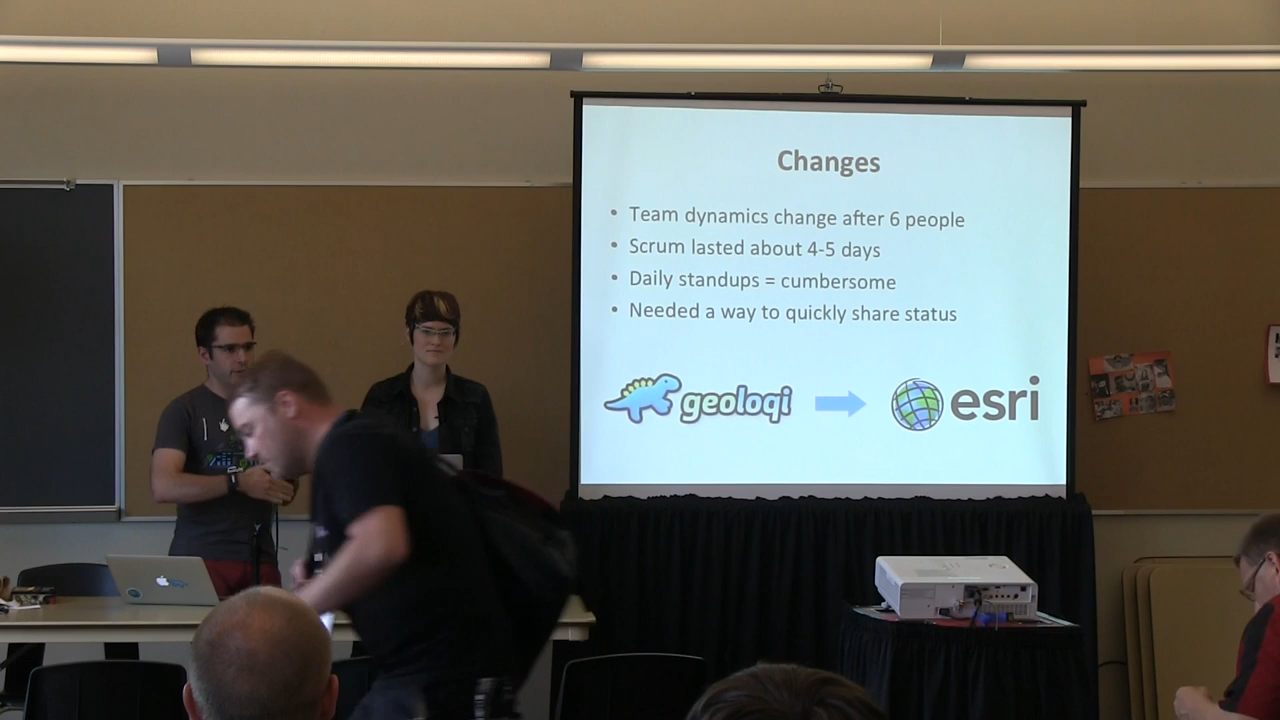 Changes
• Team dynamics change after 6 people
• Scrum lasted about 4-5 days
• Daily standups = cumbersome
• Needed a way to quickly share status
geoloqi
esri